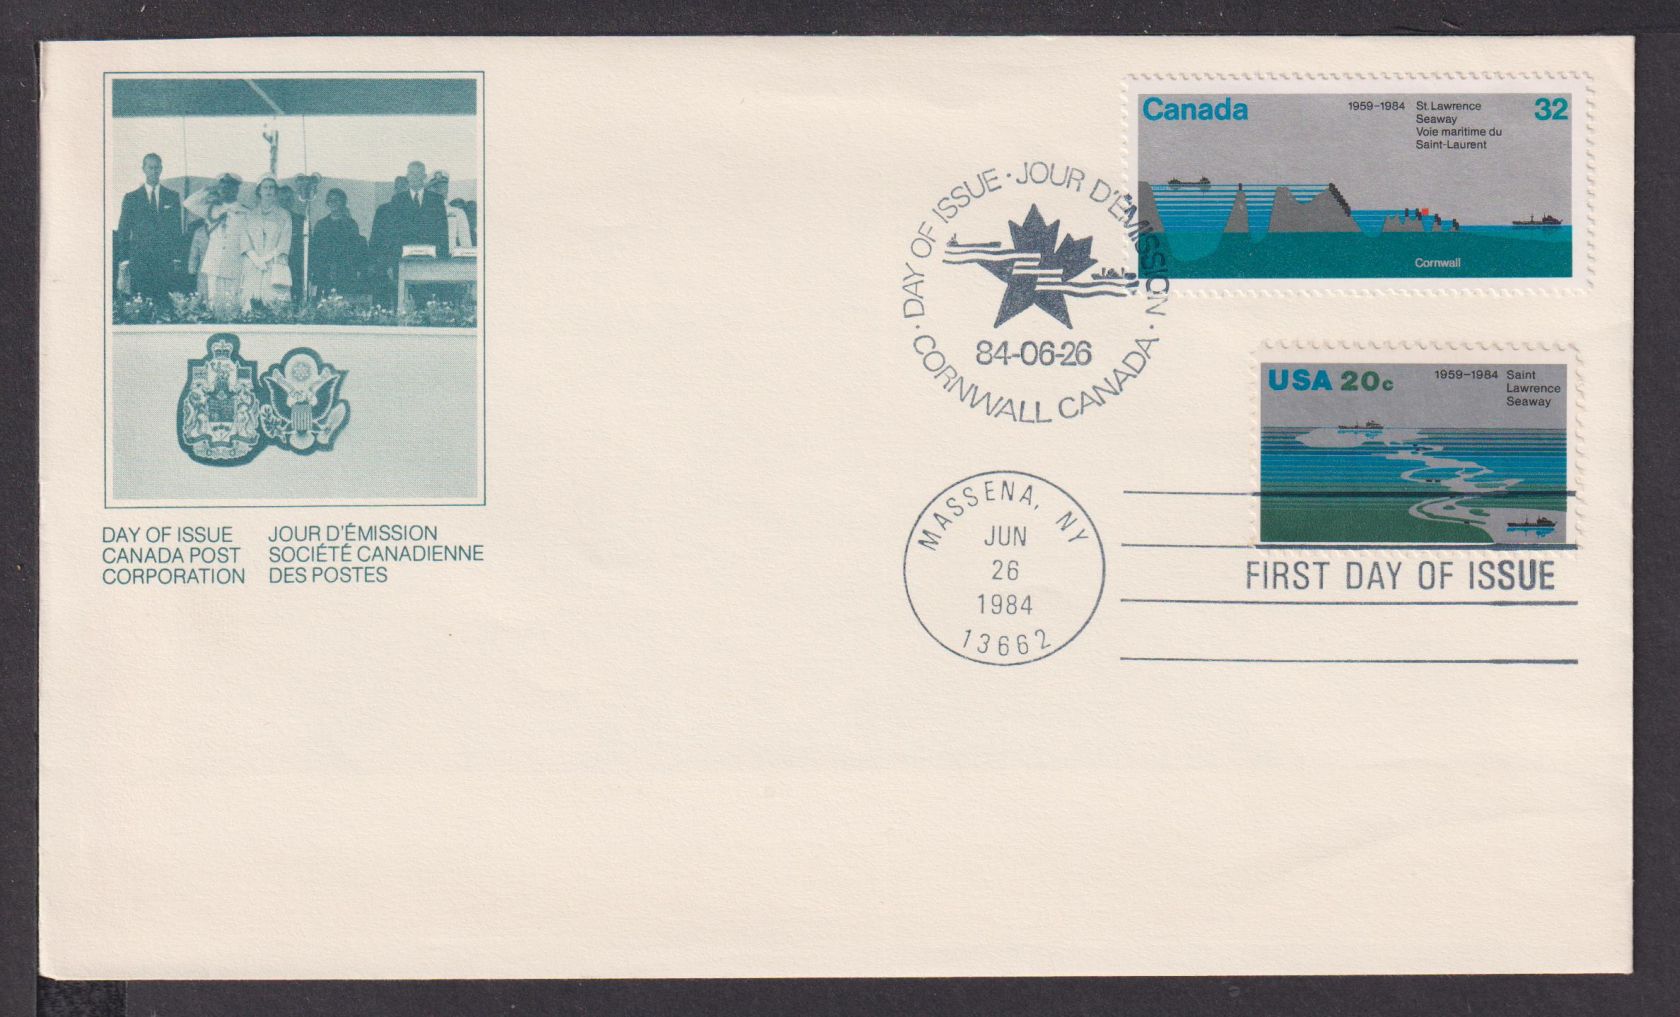 DAY OF ISSUE JOUR D'ÉMISSION
CANADA POST SOCIÉTÉ CANADIENNE
CORPORATION DES POSTES
· DAY OF ISSUE · JOUR D'ÉMISSION ·
84-06-26
CORNWALL CANADA
Canada
1959-1984 St. Lawrence
Seaway
Voie maritime du
Saint-Laurent
32
Cornwall
USA 20c
1959-1984 Saint
Lawrence
Seaway
MASSENA, NY
JUN
26
1984
13662
FIRST DAY OF ISSUE